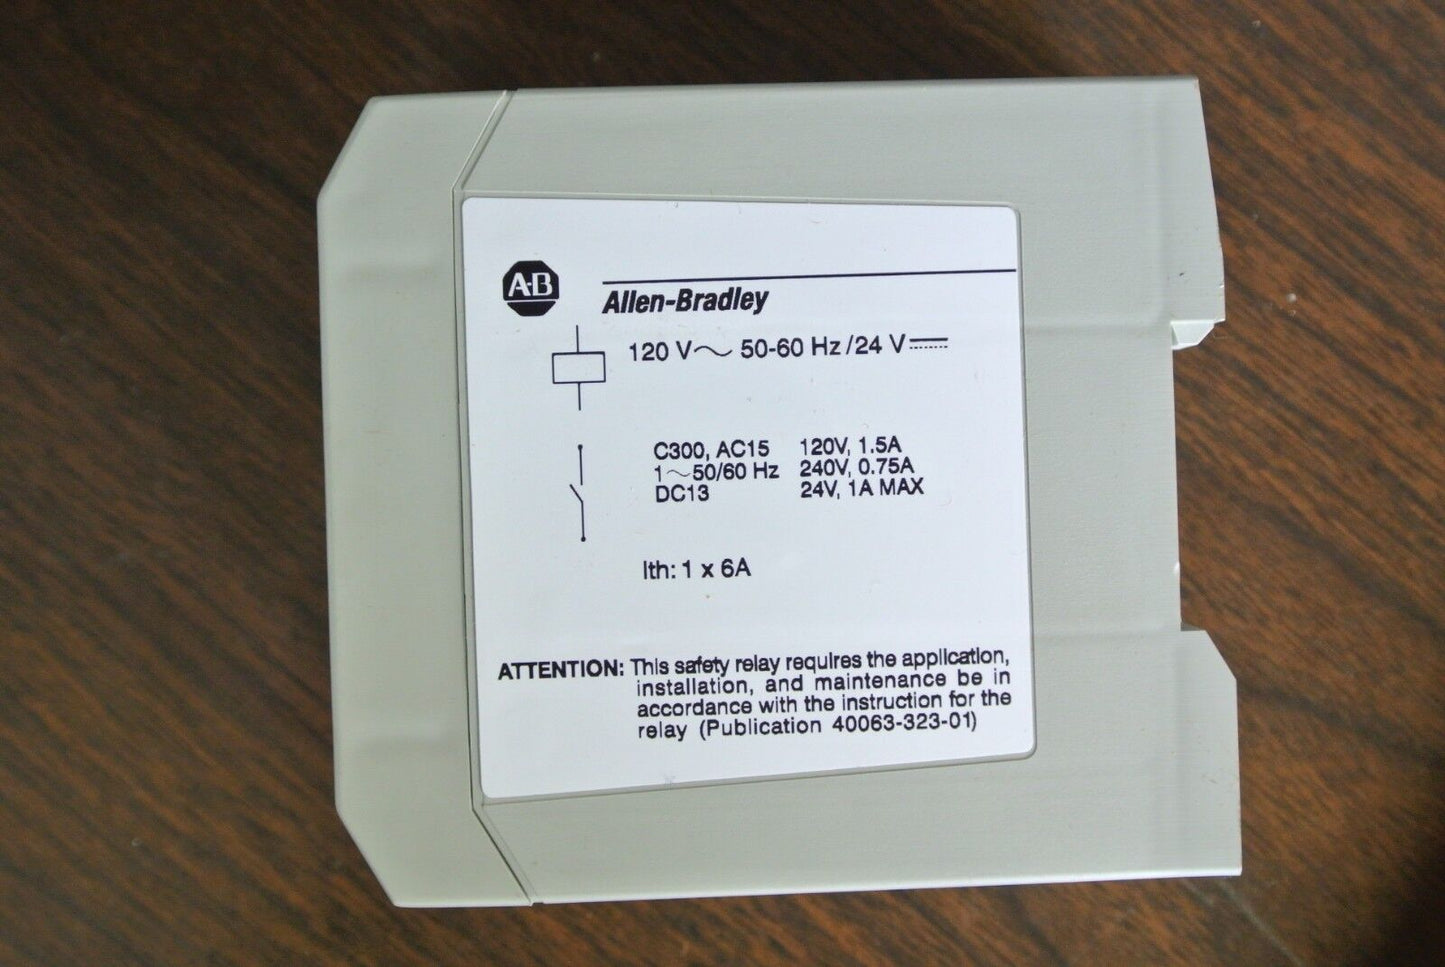 A-B
Allen-Bradley
120 V~ 50-60 Hz/24 V⎓
C300, AC15 120V, 1.5A
1~50/60 Hz 240V, 0.75A
DC13 24V, 1A MAX
Ith: 1 x 6A
ATTENTION: This safety relay requires the application,
installation, and maintenance be in
accordance with the instruction for the
relay (Publication 40063-323-01)